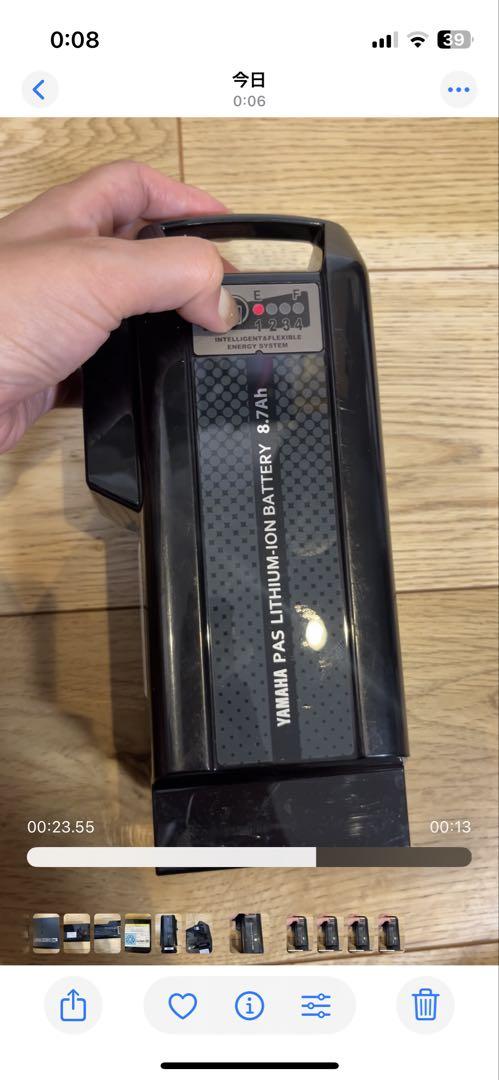 0:08
39
今日
0:06
E F
1 2 3 4
INTELLIGENT&FLEXIBLE
ENERGY SYSTEM
YAMAHA PAS LITHIUM-ION BATTERY 8.7Ah
00:23.55
00:13